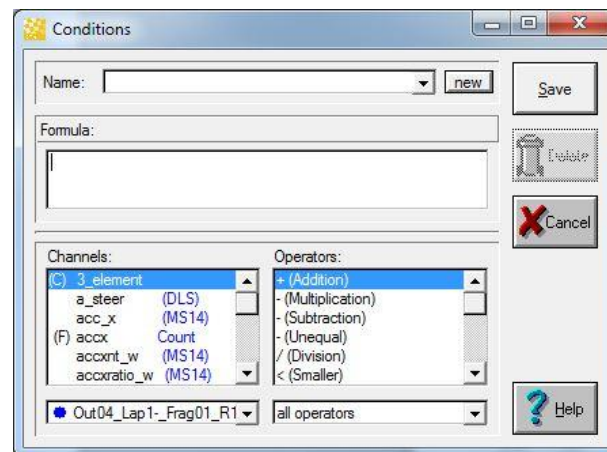 Conditions
Name:
new
Save
Formula:
Delete
Cancel
Channels:
(C) 3_element
a_steer (DLS)
acc_x (MS14)
(F) accx Count
accxnt_w (MS14)
accxratio_w (MS14)
Out04_Lap1-_Frag01_R1
Operators:
+ (Addition)
- (Multiplication)
- (Subtraction)
- (Unequal)
/ (Division)
< (Smaller)
all operators
Help